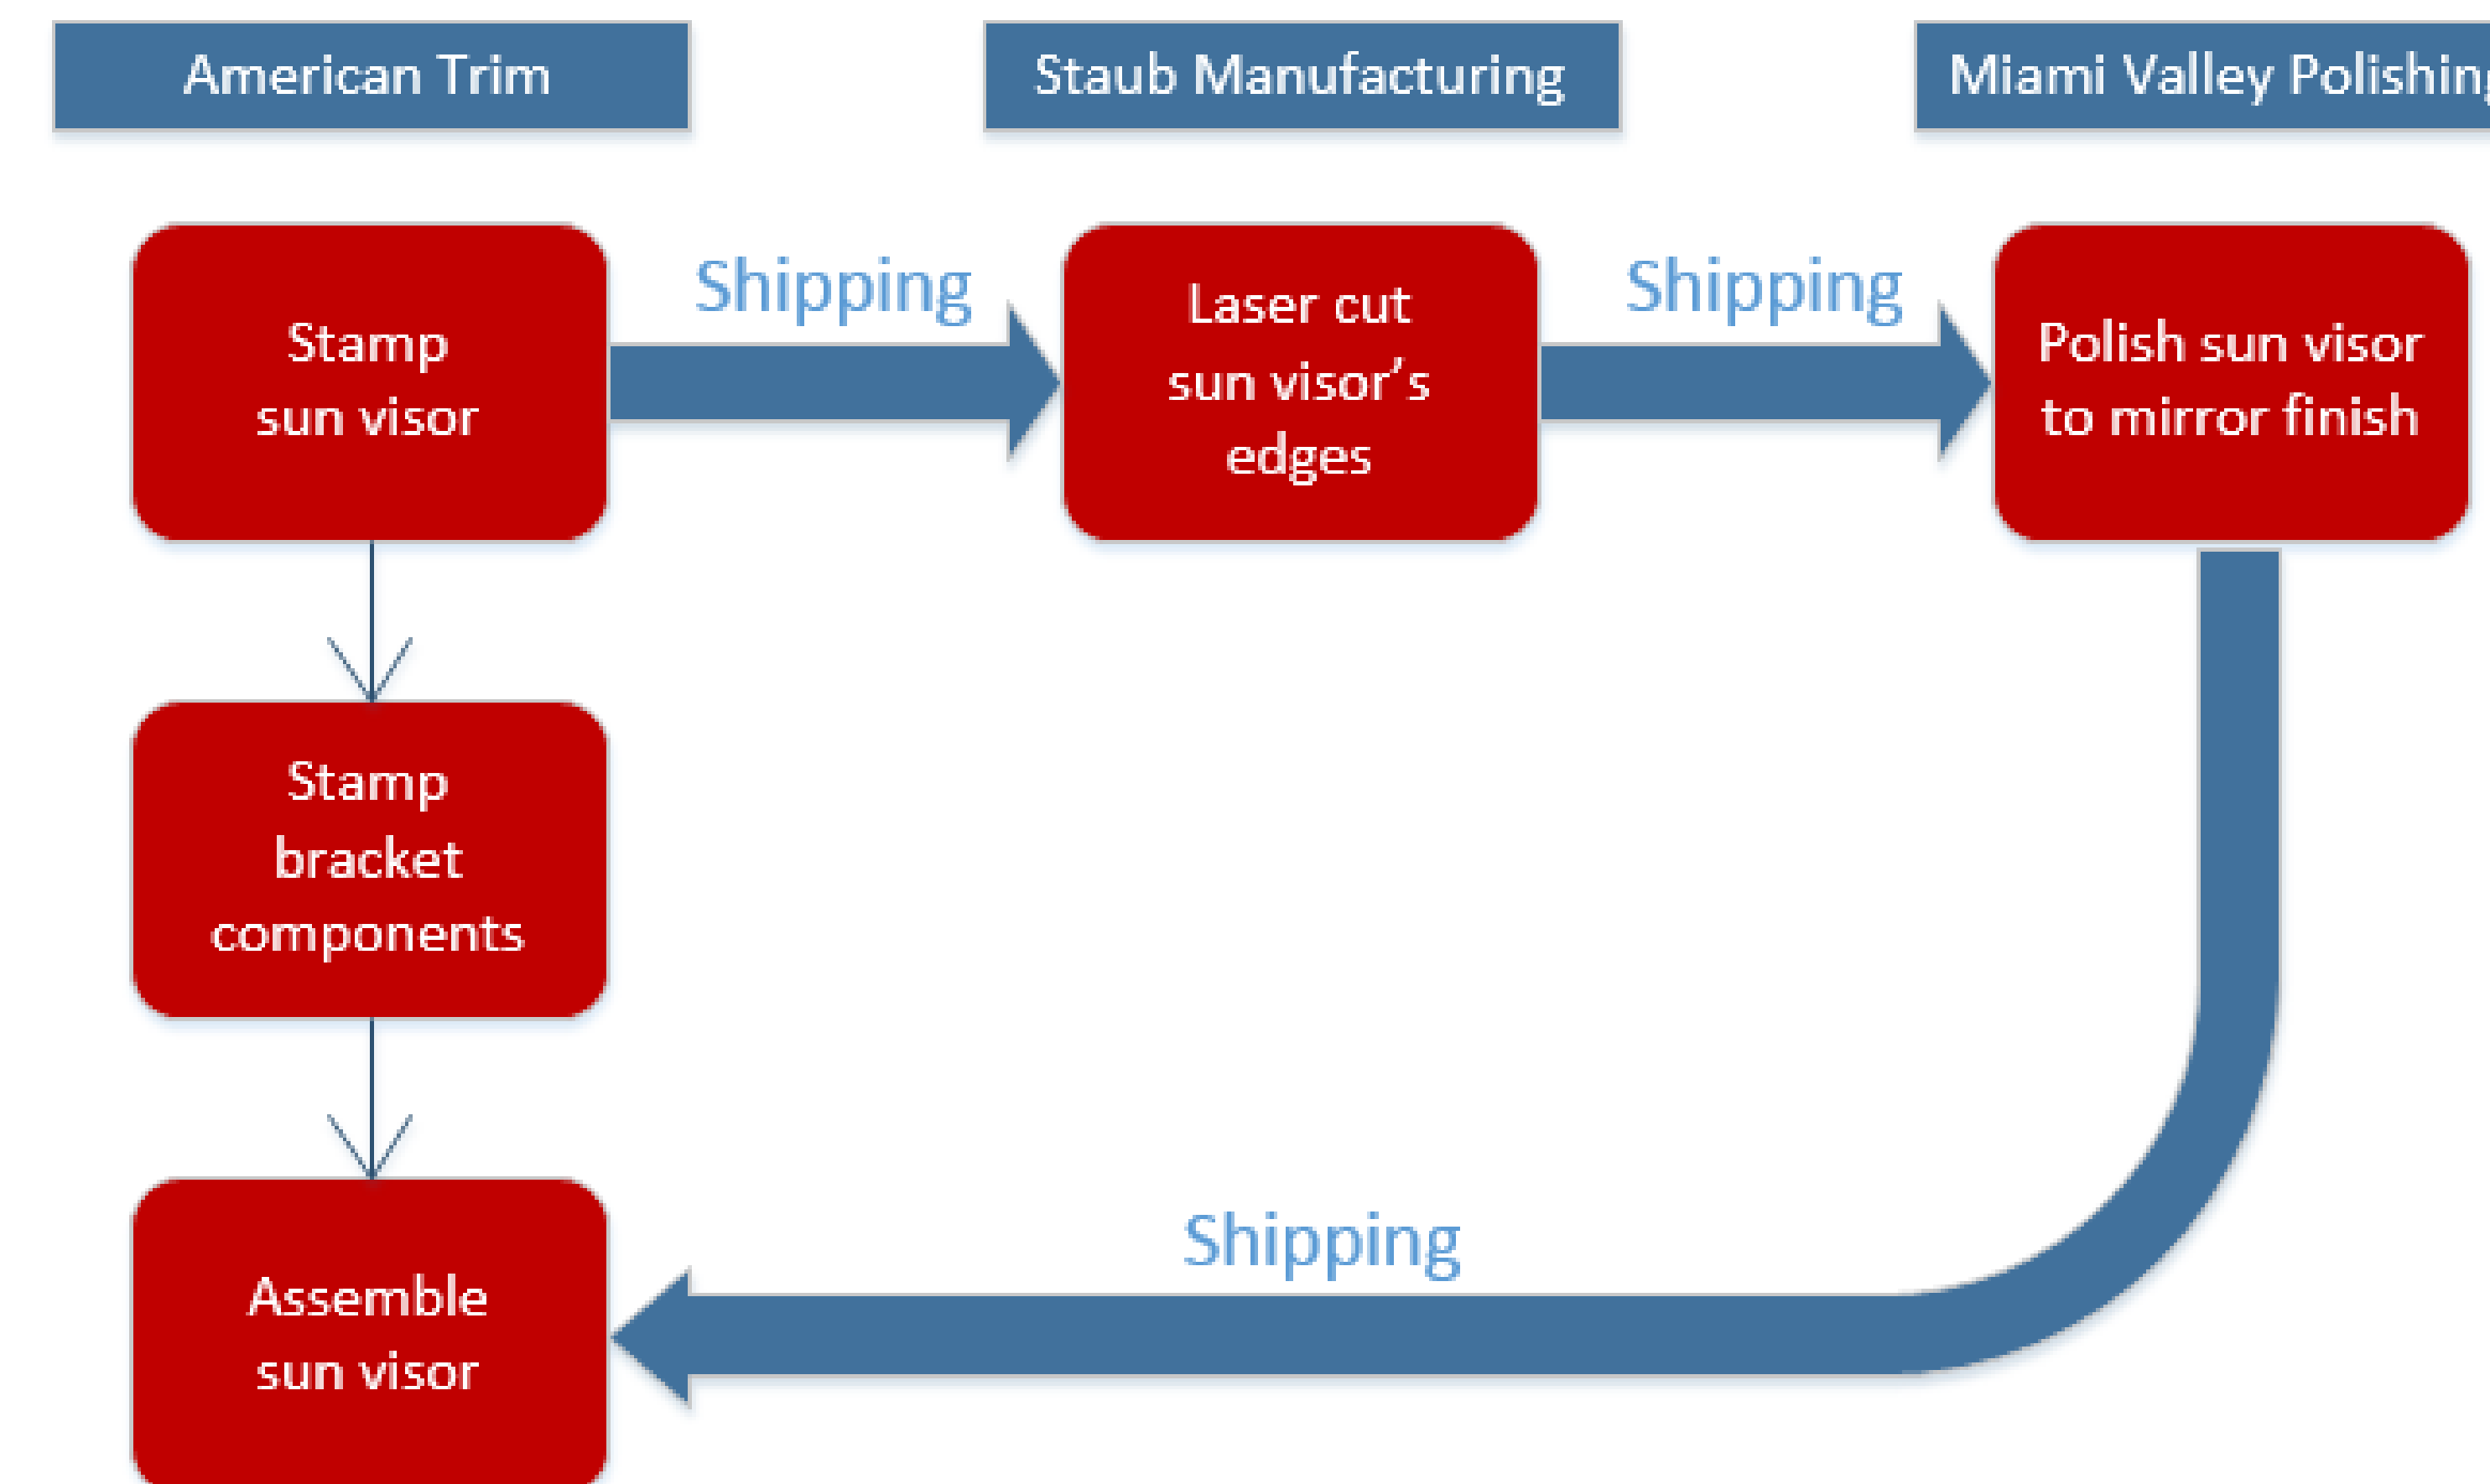 American Trim
Staub Manufacturing
Miami Valley Polishing
Stamp
sun visor
Shipping
Laser cut
sun visor’s
edges
Shipping
Polish sun visor
to mirror finish
Stamp
bracket
components
Assemble
sun visor
Shipping